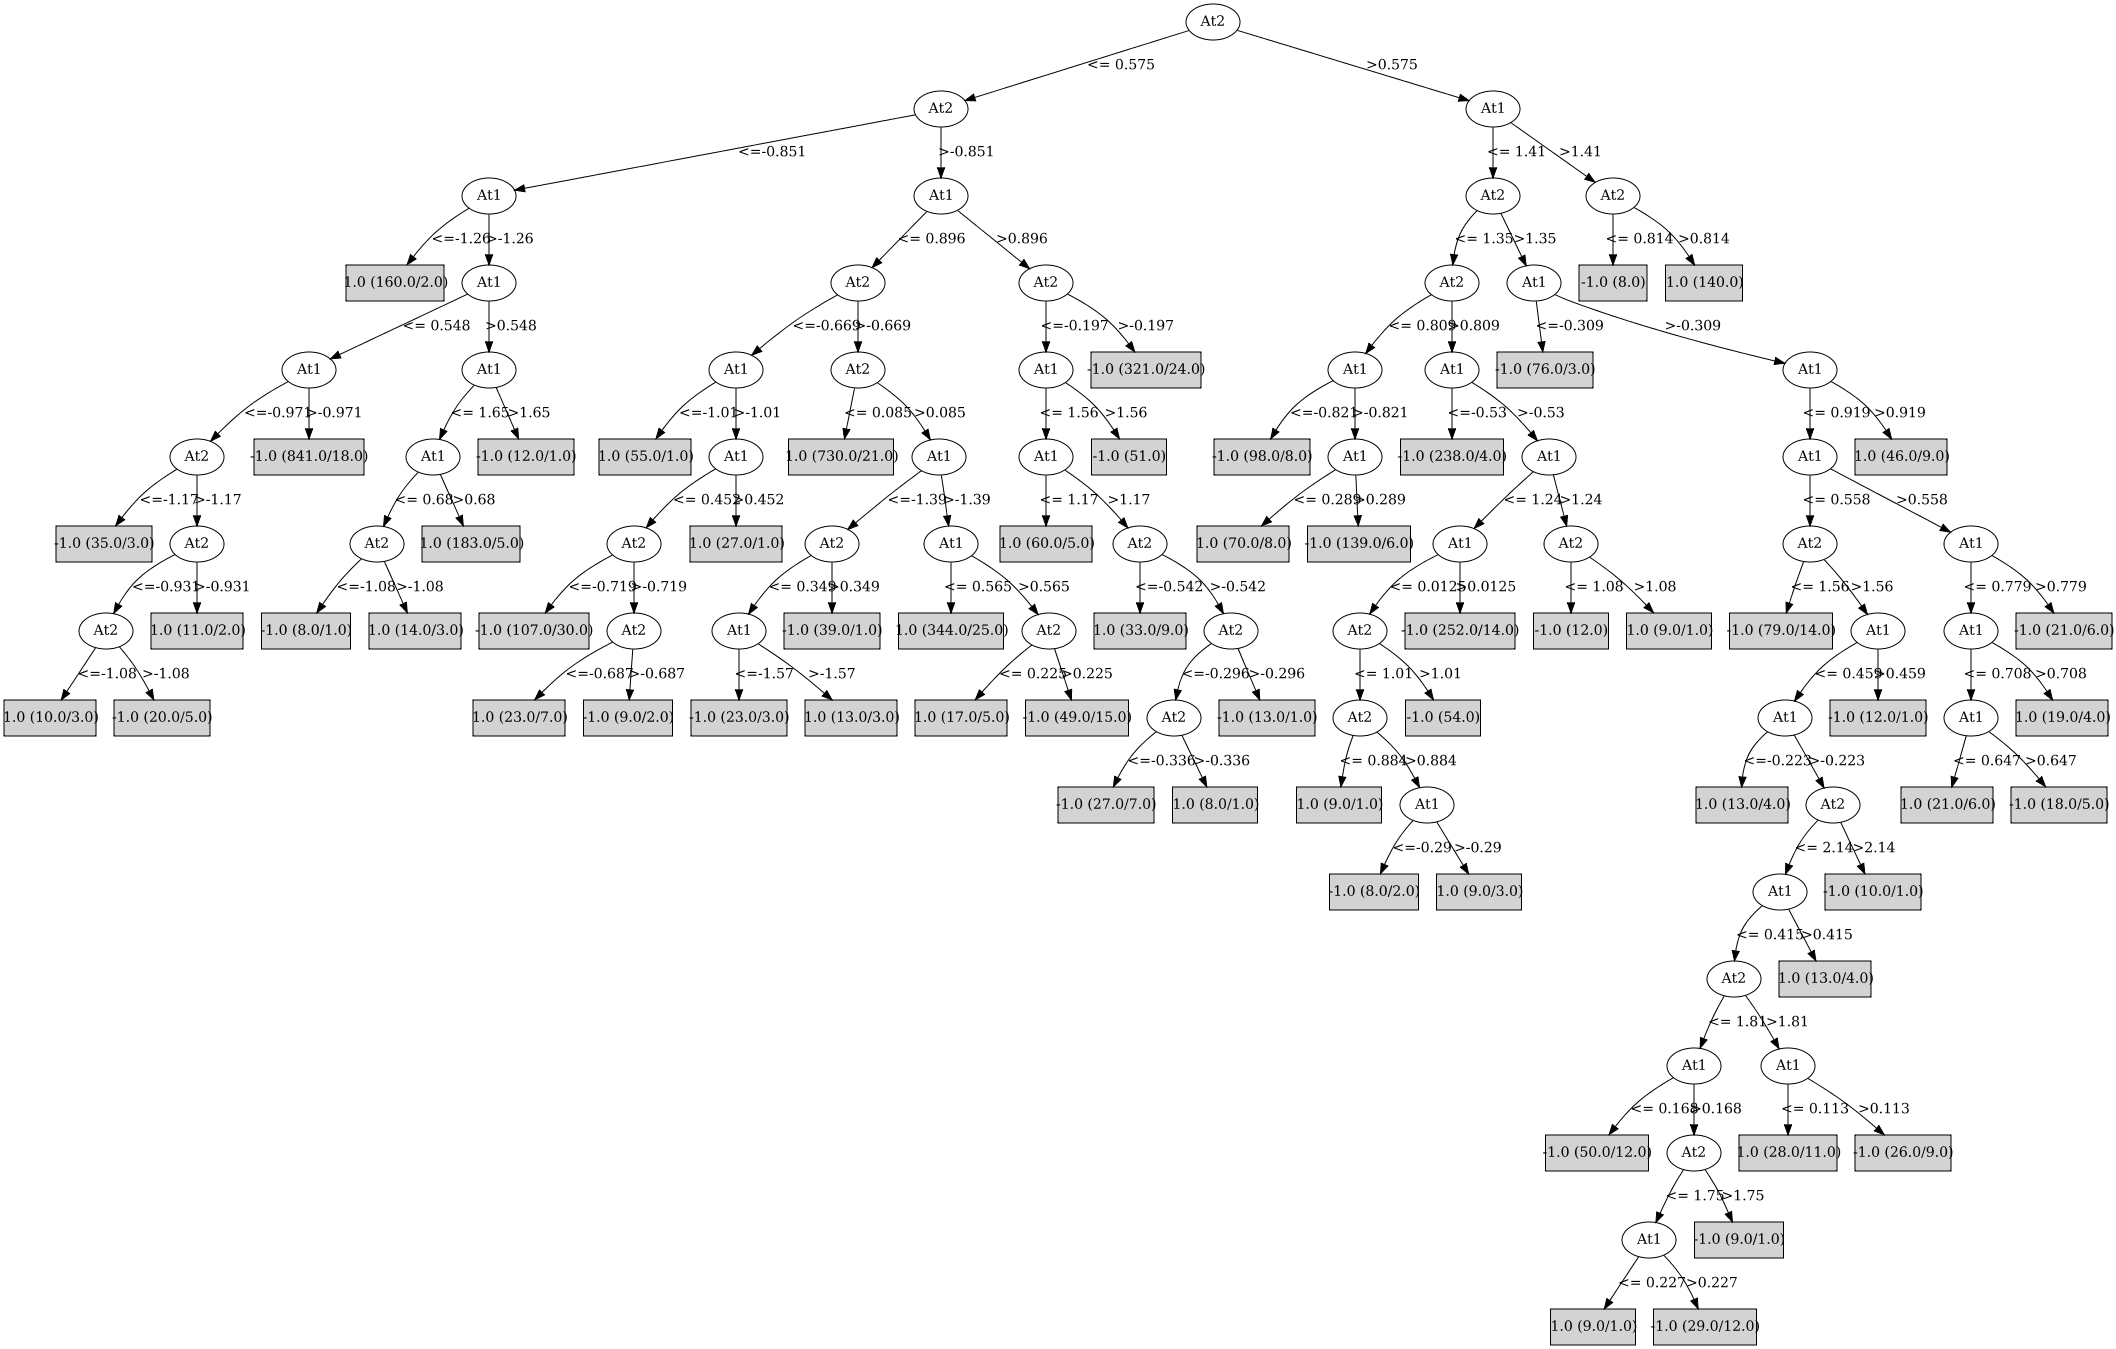 At2
<= 0.575 >0.575
At2 At1
<=-0.851 >-0.851 <= 1.41 >1.41
At1 At1 At2 At2
<=-1.26 >-1.26 <= 0.896 >0.896 <= 1.35 >1.35 <= 0.814 >0.814
1.0 (160.0/2.0) At1 At2 At2 At2 At1 -1.0 (8.0) 1.0 (140.0)
<= 0.548 >0.548 <=-0.669 >-0.669 <=-0.197 >-0.197 <= 0.809 >0.809 <=-0.309 >-0.309
At1 At1 At1 At2 At1 -1.0 (321.0/24.0) At1 At1 -1.0 (76.0/3.0) At1
<=-0.971 >-0.971 <= 1.65 >1.65 <=-1.01 >-1.01 <= 0.085 >0.085 <= 1.56 >1.56 <=-0.821 >-0.821 <=-0.53 >-0.53 <= 0.919 >0.919
At2 -1.0 (841.0/18.0) At1 -1.0 (12.0/1.0) 1.0 (55.0/1.0) At1 1.0 (730.0/21.0) At1 At1 -1.0 (51.0) -1.0 (98.0/8.0) At1 -1.0 (238.0/4.0) At1 At1 1.0 (46.0/9.0)
<=-1.17 >-1.17 <= 0.68 >0.68 <= 0.452 >0.452 <=-1.39 >-1.39 <= 1.17 >1.17 <= 0.289 >0.289 <= 1.24 >1.24 <= 0.558 >0.558
-1.0 (35.0/3.0) At2 At2 1.0 (183.0/5.0) At2 1.0 (27.0/1.0) At2 At1 1.0 (60.0/5.0) At2 1.0 (70.0/8.0) -1.0 (139.0/6.0) At1 At2 At2 At1
<=-0.931 >-0.931 <=-1.08 >-1.08 <=-0.719 >-0.719 <= 0.349 >0.349 <= 0.565 >0.565 <=-0.542 >-0.542 <= 0.0125 >0.0125 <= 1.08 >1.08 <= 1.56 >1.56 <= 0.779 >0.779
At2 1.0 (11.0/2.0) -1.0 (8.0/1.0) 1.0 (14.0/3.0) -1.0 (107.0/30.0) At2 At1 -1.0 (39.0/1.0) 1.0 (344.0/25.0) At2 1.0 (33.0/9.0) At2 At2 -1.0 (252.0/14.0) -1.0 (12.0) 1.0 (9.0/1.0) -1.0 (79.0/14.0) At1 At1 -1.0 (21.0/6.0)
<=-1.08 >-1.08 <=-0.687 >-0.687 <=-1.57 >-1.57 <= 0.225 >0.225 <=-0.296 >-0.296 <= 1.01 >1.01 <= 0.459 >0.459 <= 0.708 >0.708
1.0 (10.0/3.0) -1.0 (20.0/5.0) 1.0 (23.0/7.0) -1.0 (9.0/2.0) -1.0 (23.0/3.0) 1.0 (13.0/3.0) 1.0 (17.0/5.0) -1.0 (49.0/15.0) At2 -1.0 (13.0/1.0) At2 -1.0 (54.0) At1 -1.0 (12.0/1.0) At1 1.0 (19.0/4.0)
<=-0.336 >-0.336 <= 0.884 >0.884 <=-0.223 >-0.223 <= 0.647 >0.647
-1.0 (27.0/7.0) 1.0 (8.0/1.0) 1.0 (9.0/1.0) At1 1.0 (13.0/4.0) At2 1.0 (21.0/6.0) -1.0 (18.0/5.0)
<=-0.29 >-0.29 <= 2.14 >2.14
-1.0 (8.0/2.0) 1.0 (9.0/3.0) At1 -1.0 (10.0/1.0)
<= 0.415 >0.415
At2 1.0 (13.0/4.0)
<= 1.81 >1.81
At1 At1
<= 0.168 >0.168 <= 0.113 >0.113
-1.0 (50.0/12.0) At2 1.0 (28.0/11.0) -1.0 (26.0/9.0)
<= 1.75 >1.75
At1 -1.0 (9.0/1.0)
<= 0.227 >0.227
1.0 (9.0/1.0) -1.0 (29.0/12.0)